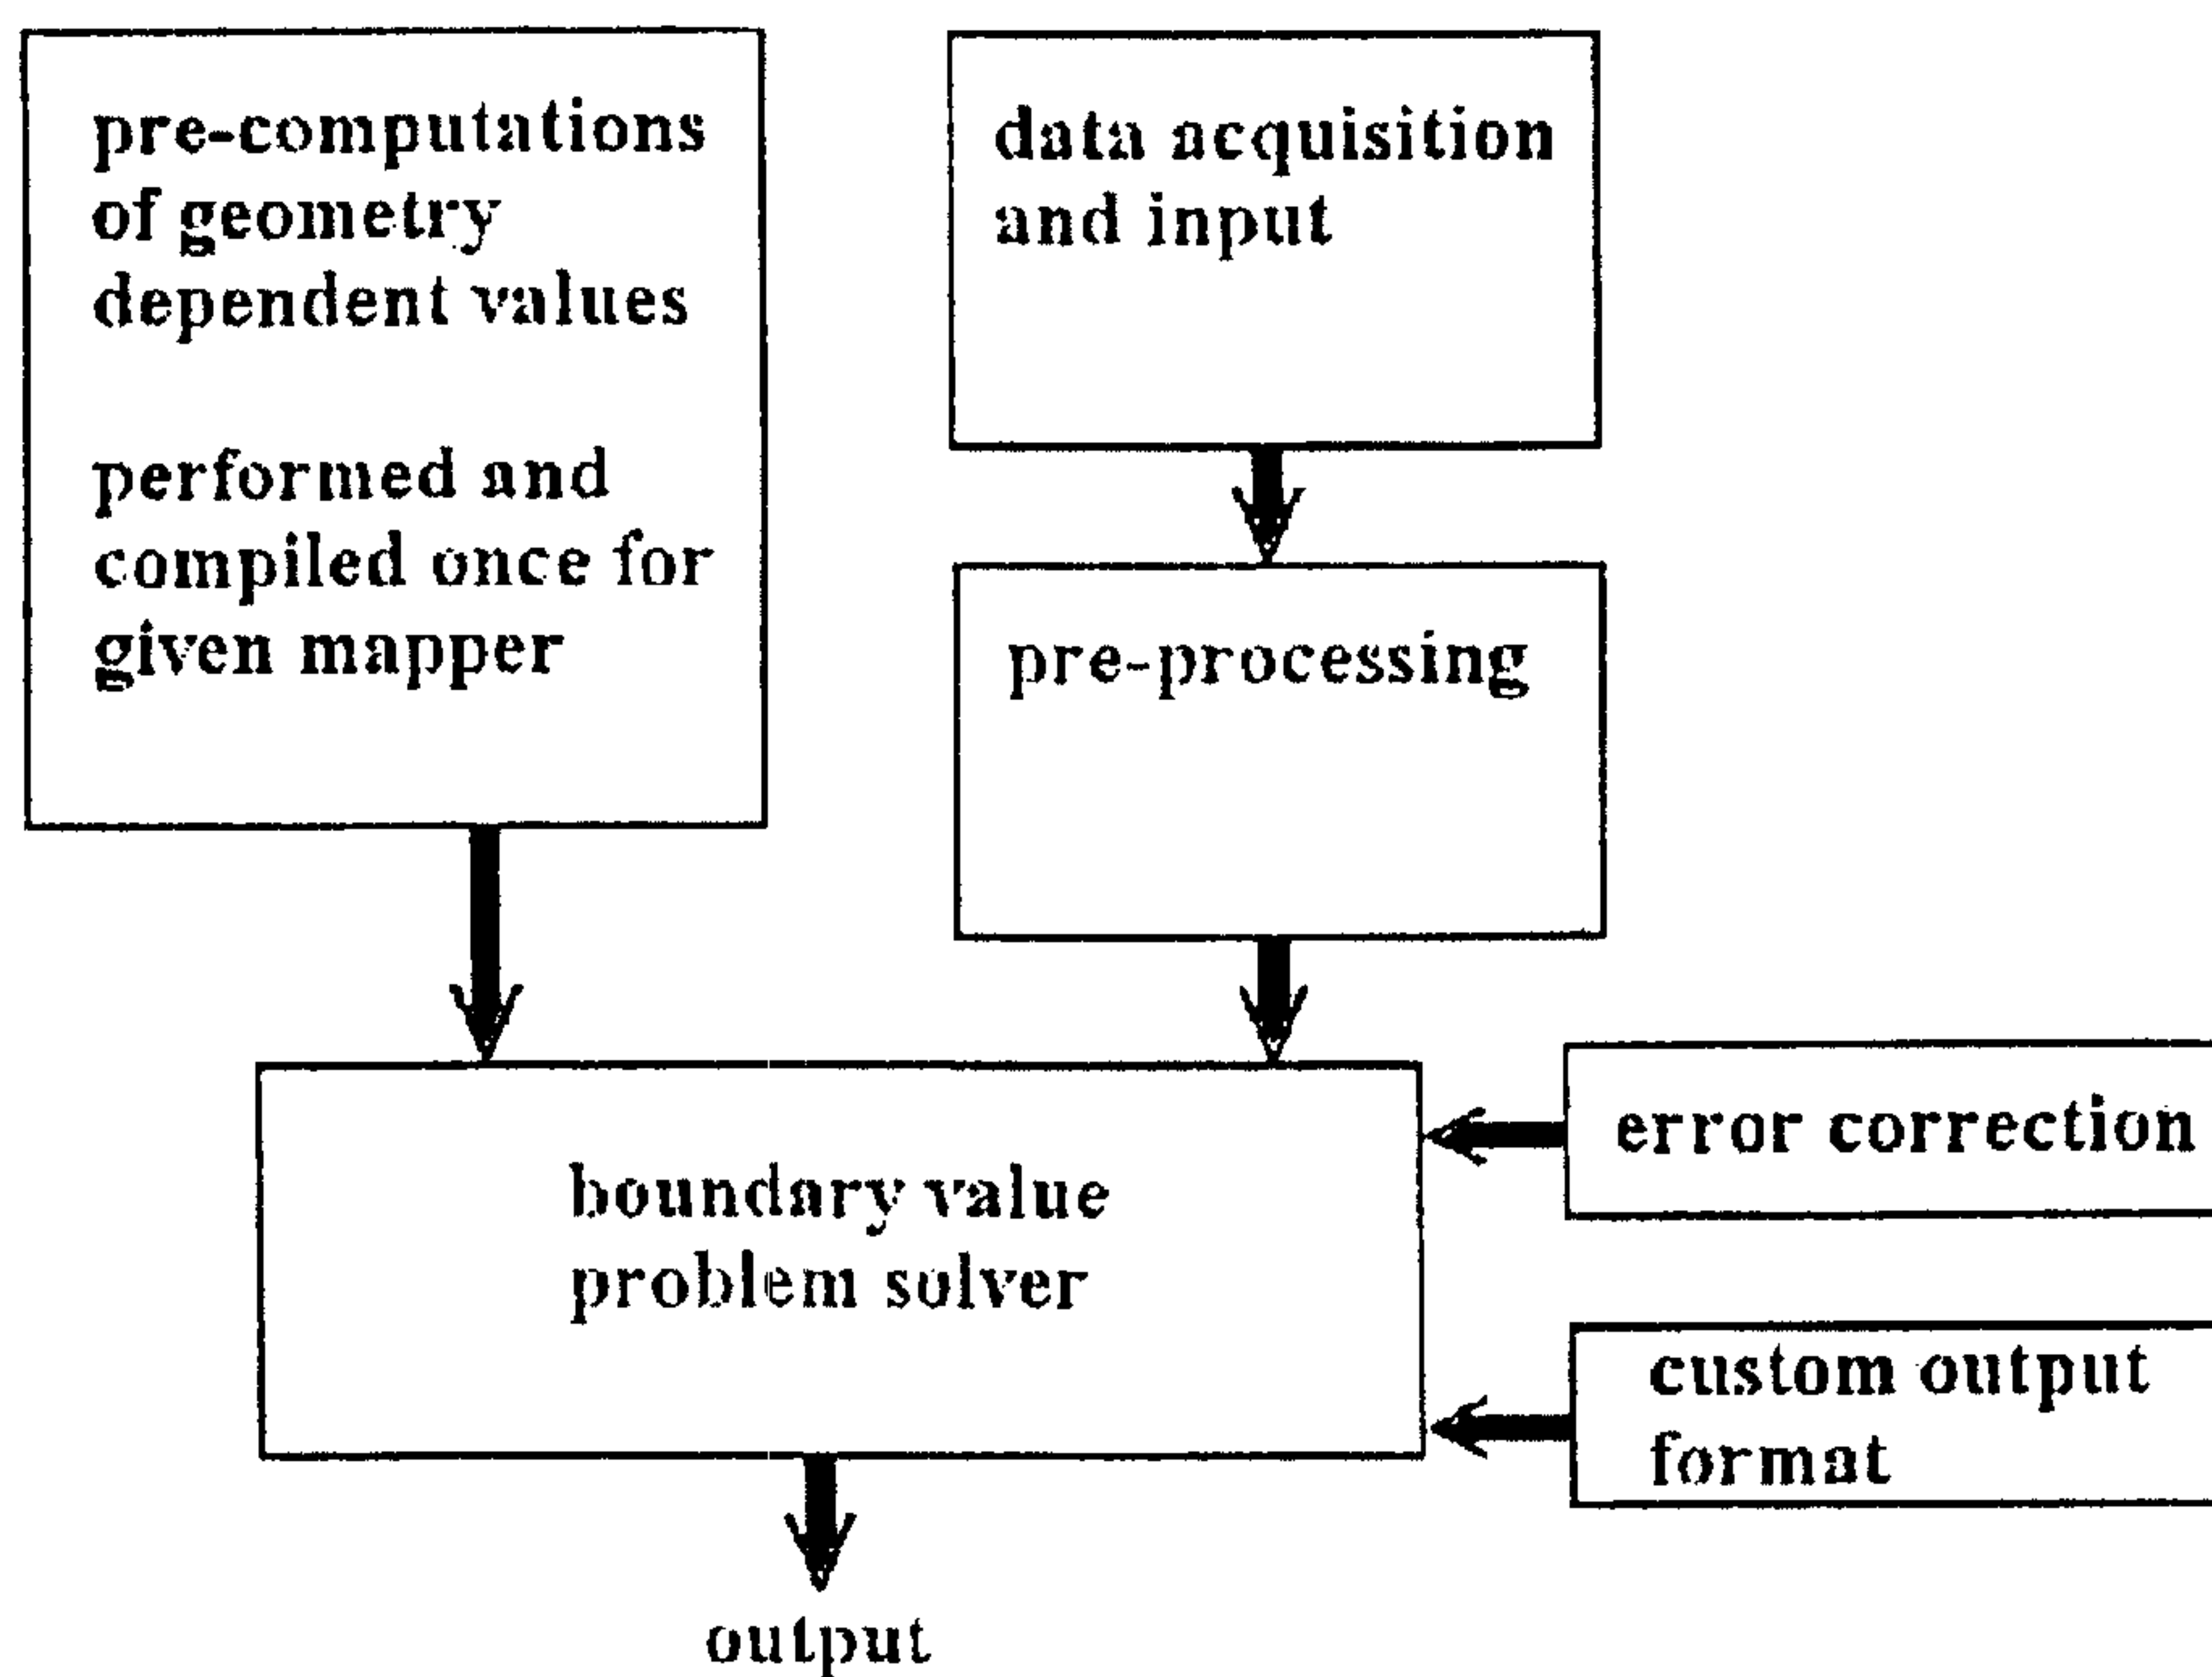 pre-computations
of geometry
dependent values
performed and
compiled once for
given mapper
data acquisition
and input
pre-processing
boundary value
problem solver
error correction
custom output
format
output